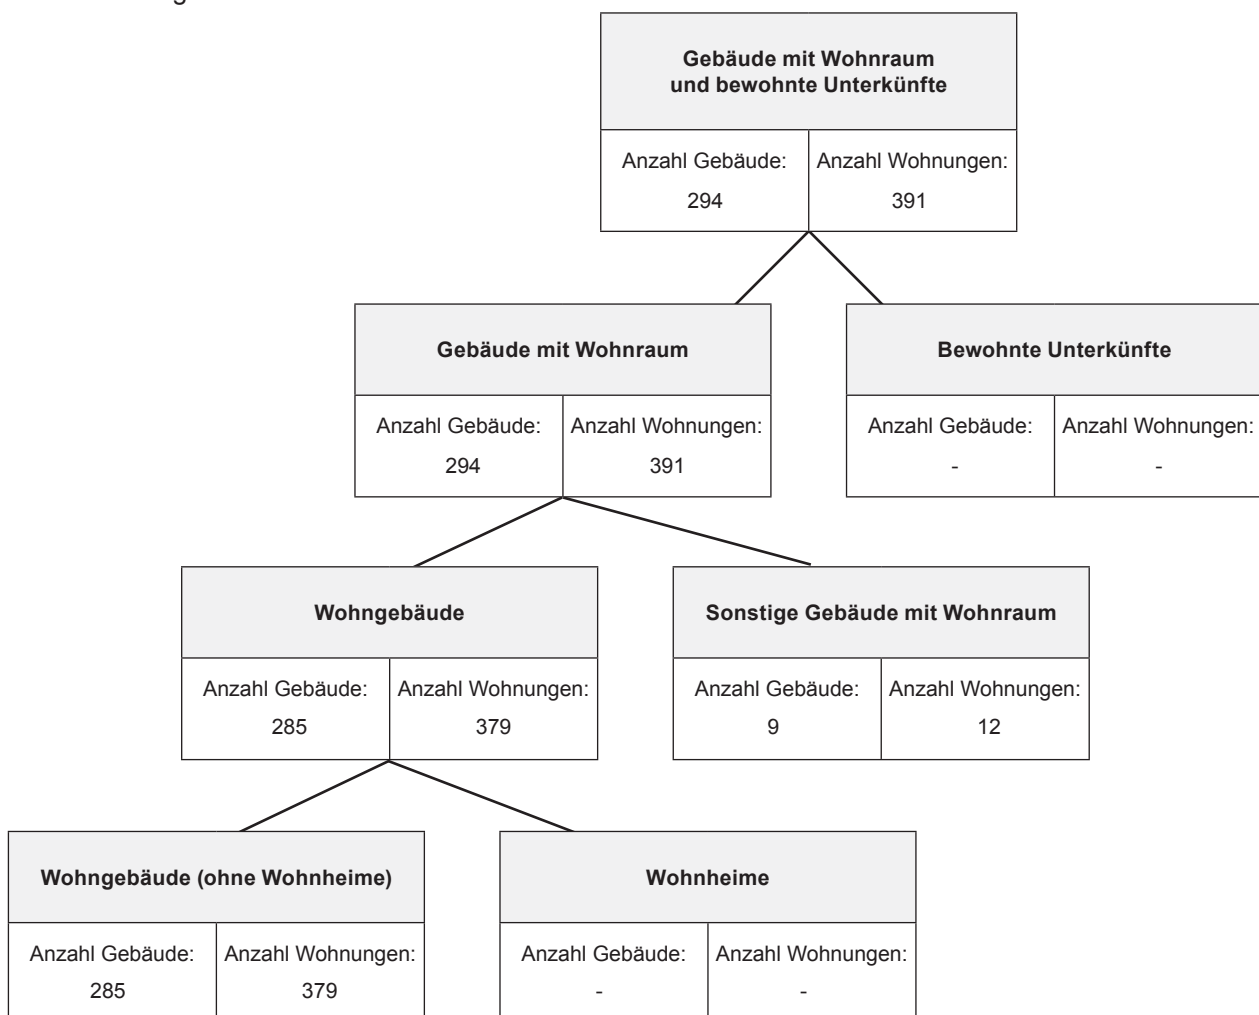 Gebäude mit Wohnraum
und bewohnte Unterkünfte
Anzahl Gebäude: Anzahl Wohnungen:
294 391
Gebäude mit Wohnraum
Anzahl Gebäude: Anzahl Wohnungen:
294 391
Bewohnte Unterkünfte
Anzahl Gebäude: Anzahl Wohnungen:
- -
Wohngebäude
Anzahl Gebäude: Anzahl Wohnungen:
285 379
Sonstige Gebäude mit Wohnraum
Anzahl Gebäude: Anzahl Wohnungen:
9 12
Wohngebäude (ohne Wohnheime)
Anzahl Gebäude: Anzahl Wohnungen:
285 379
Wohnheime
Anzahl Gebäude: Anzahl Wohnungen:
- -